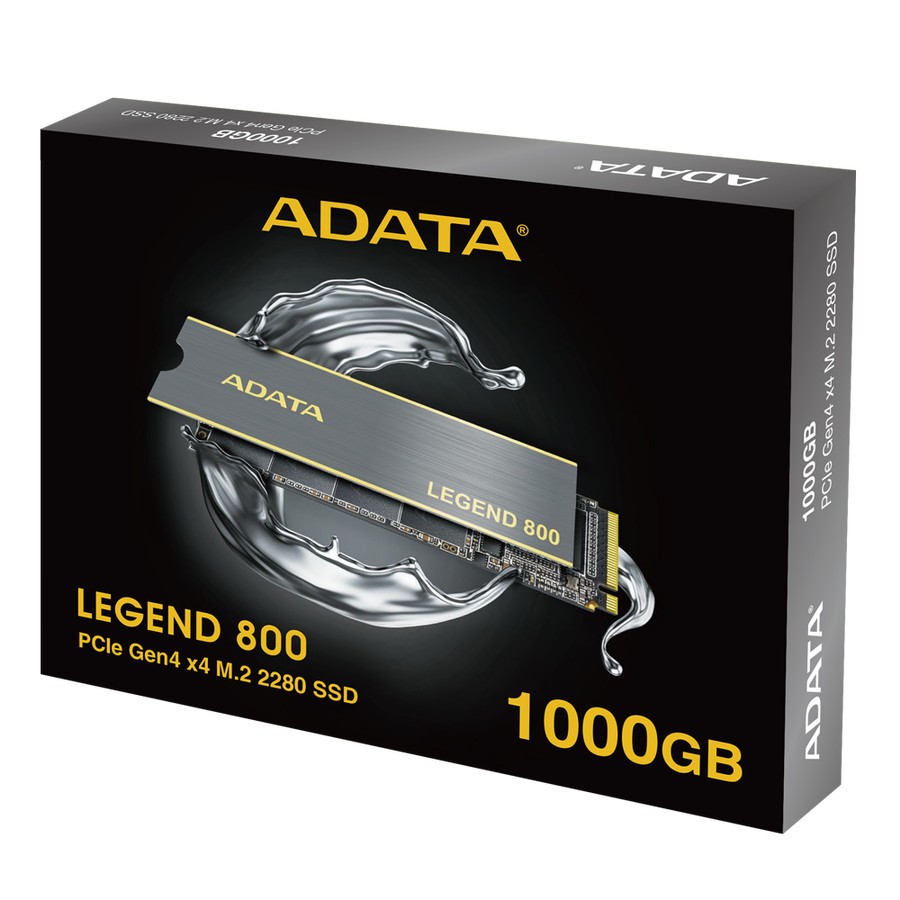 PCIe Gen4 x4 M.2 2280 SSD
1000GB
ADATA®
ADATA®
ADATA
LEGEND 800
LEGEND 800
PCIe Gen4 x4 M.2 2280 SSD
1000GB
1000GB
PCIe Gen4 x4 M.2 2280 SSD
ADATA®